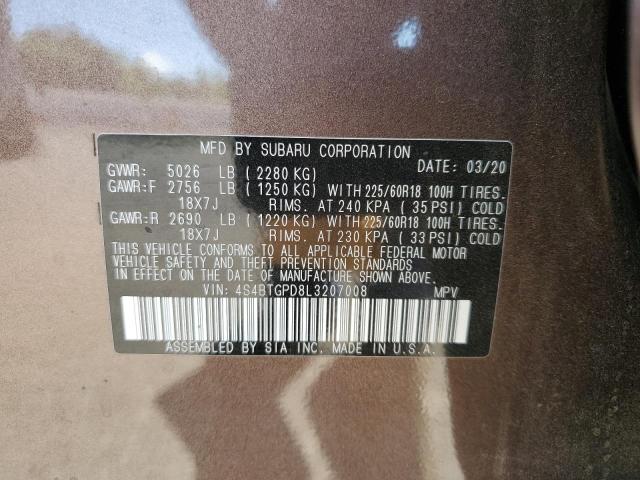 MFD BY SUBARU CORPORATION
GVWR: 5026 LB ( 2280 KG) DATE: 03/20
GAWR:F 2756 LB ( 1250 KG) WITH 225/60R18 100H TIRES.
18X7J RIMS. AT 240 KPA ( 35 PSI) COLD
GAWR:R 2690 LB ( 1220 KG) WITH 225/60R18 100H TIRES.
18X7J RIMS. AT 230 KPA ( 33 PSI) COLD
THIS VEHICLE CONFORMS TO ALL APPLICABLE FEDERAL MOTOR
VEHICLE SAFETY AND THEFT PREVENTION STANDARDS
IN EFFECT ON THE DATE OF MANUFACTURE SHOWN ABOVE.
VIN: 4S4BTGPD8L3207008 MPV
ASSEMBLED BY SIA INC. MADE IN U.S.A.